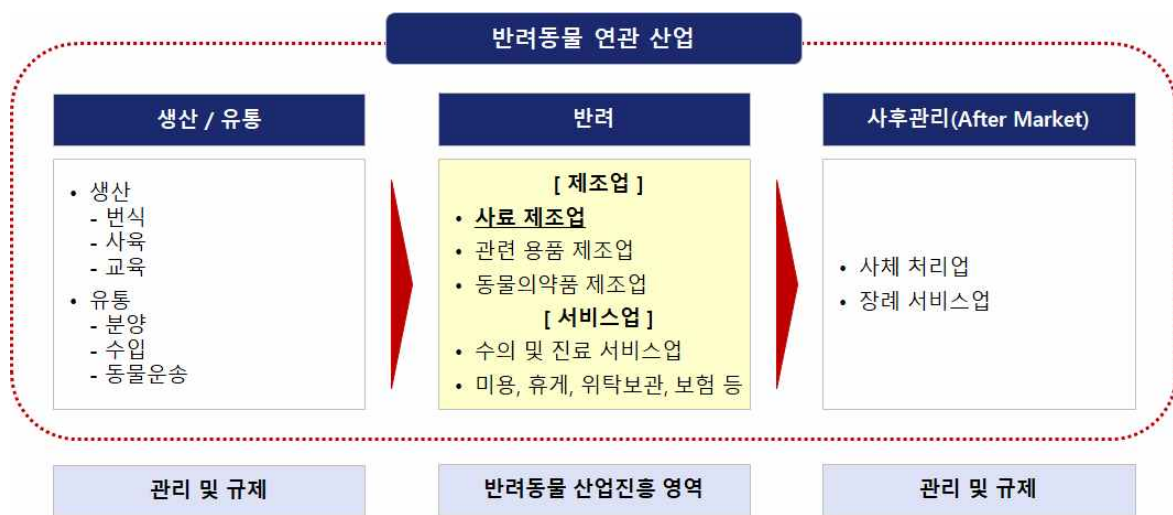 반려동물 연관 산업
생산 / 유통
• 생산
- 번식
- 사육
- 교육
• 유통
- 분양
- 수입
- 동물운송
관리 및 규제
반려
[ 제조업 ]
• 사료 제조업
• 관련 용품 제조업
• 동물의약품 제조업
[ 서비스업 ]
• 수의 및 진료 서비스업
• 미용, 휴게, 위탁보관, 보험 등
반려동물 산업진흥 영역
사후관리(After Market)
• 사체 처리업
• 장례 서비스업
관리 및 규제